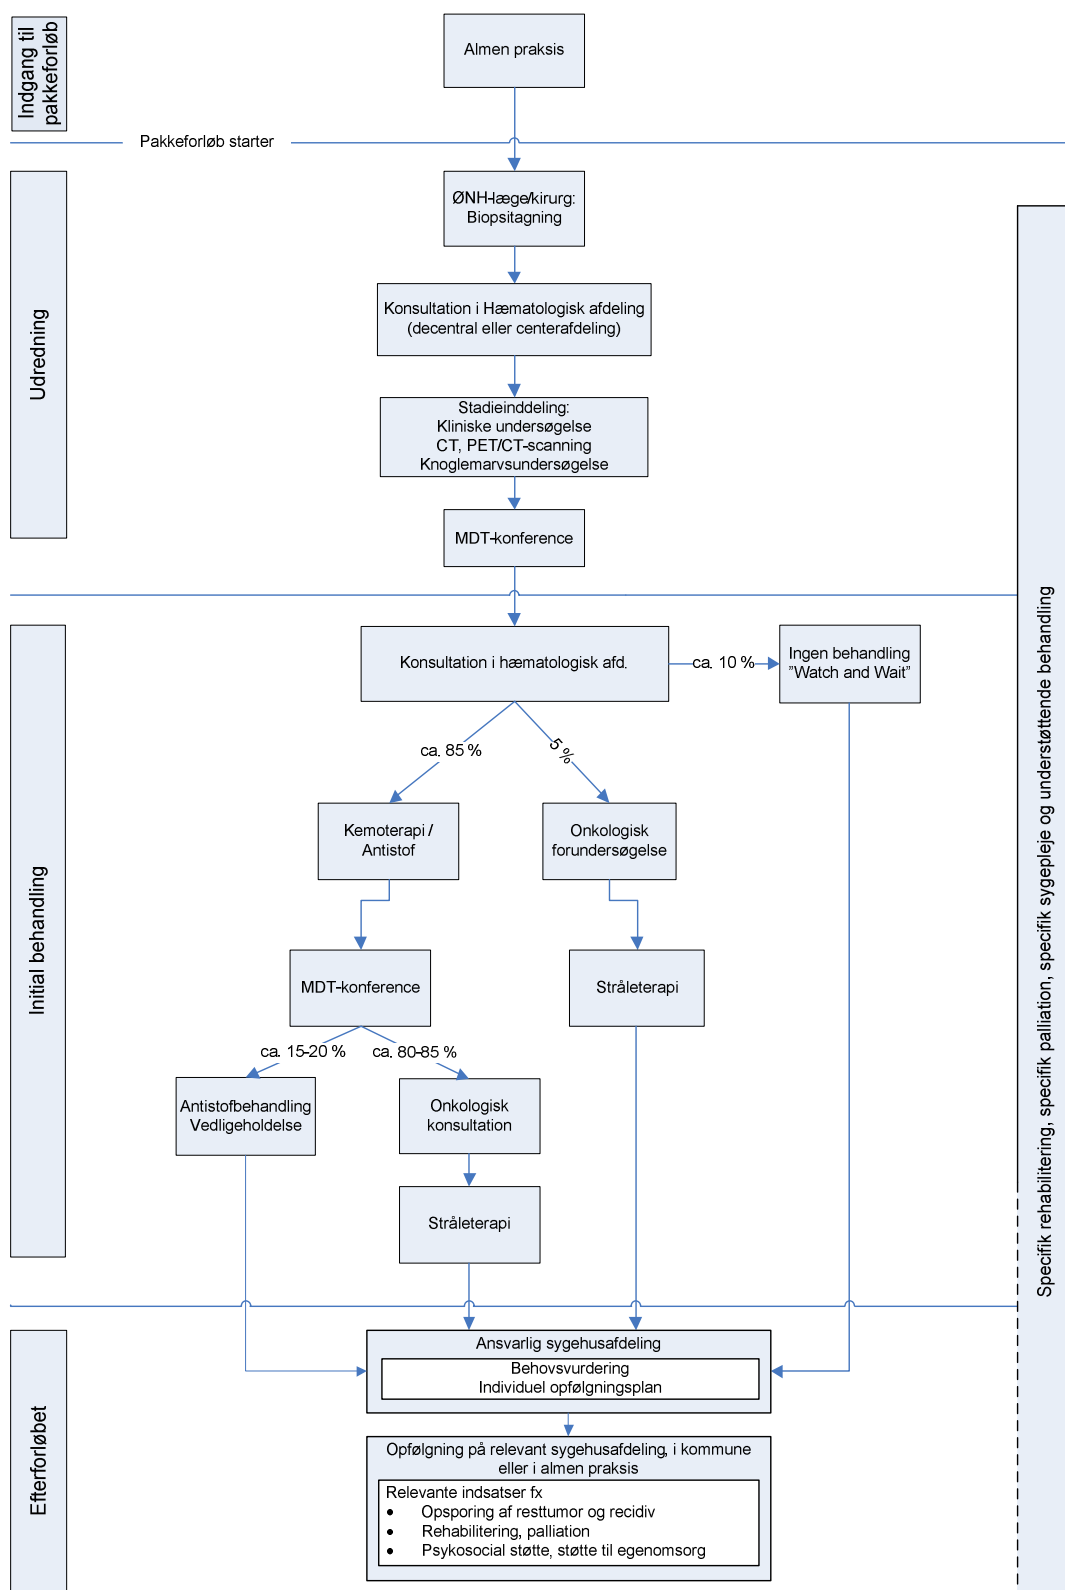 Indgang til
pakkeforløb
Almen praksis
Pakkeforløb starter
Udredning
ØNH-læge/kirurg:
Biopsitagning
Konsultation i Hæmatologisk afdeling
(decentral eller centerafdeling)
Stadieinddeling:
Kliniske undersøgelse
CT, PET/CT-scanning
Knoglemarvsundersøgelse
MDT-konference
Initial behandling
Konsultation i hæmatologisk afd.
ca. 10 %
Ingen behandling
”Watch and Wait”
ca. 85 %
5 %
Kemoterapi /
Antistof
Onkologisk
forundersøgelse
MDT-konference
Stråleterapi
ca. 15-20 %
ca. 80-85 %
Antistofbehandling
Vedligeholdelse
Onkologisk
konsultation
Stråleterapi
Efterforløbet
Ansvarlig sygehusafdeling
Behovsvurdering
Individuel opfølgningsplan
Opfølgning på relevant sygehusafdeling, i kommune
eller i almen praksis
Relevante indsatser fx
• Opsporing af resttumor og recidiv
• Rehabilitering, palliation
• Psykosocial støtte, støtte til egenomsorg
Specifik rehabilitering, specifik palliation, specifik sygepleje og understøttende behandling